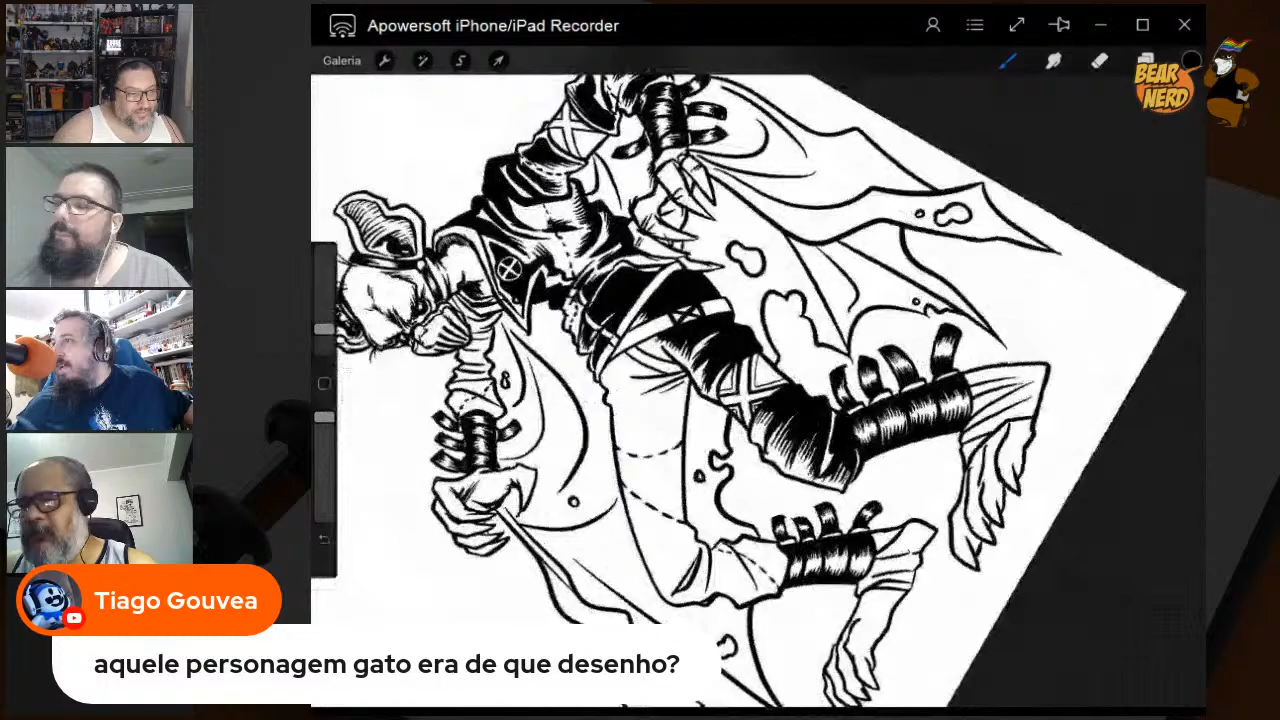 Apowersoft iPhone/iPad Recorder
Galeria
BEAR
NERD
Tiago Gouvea
aquele personagem gato era de que desenho?